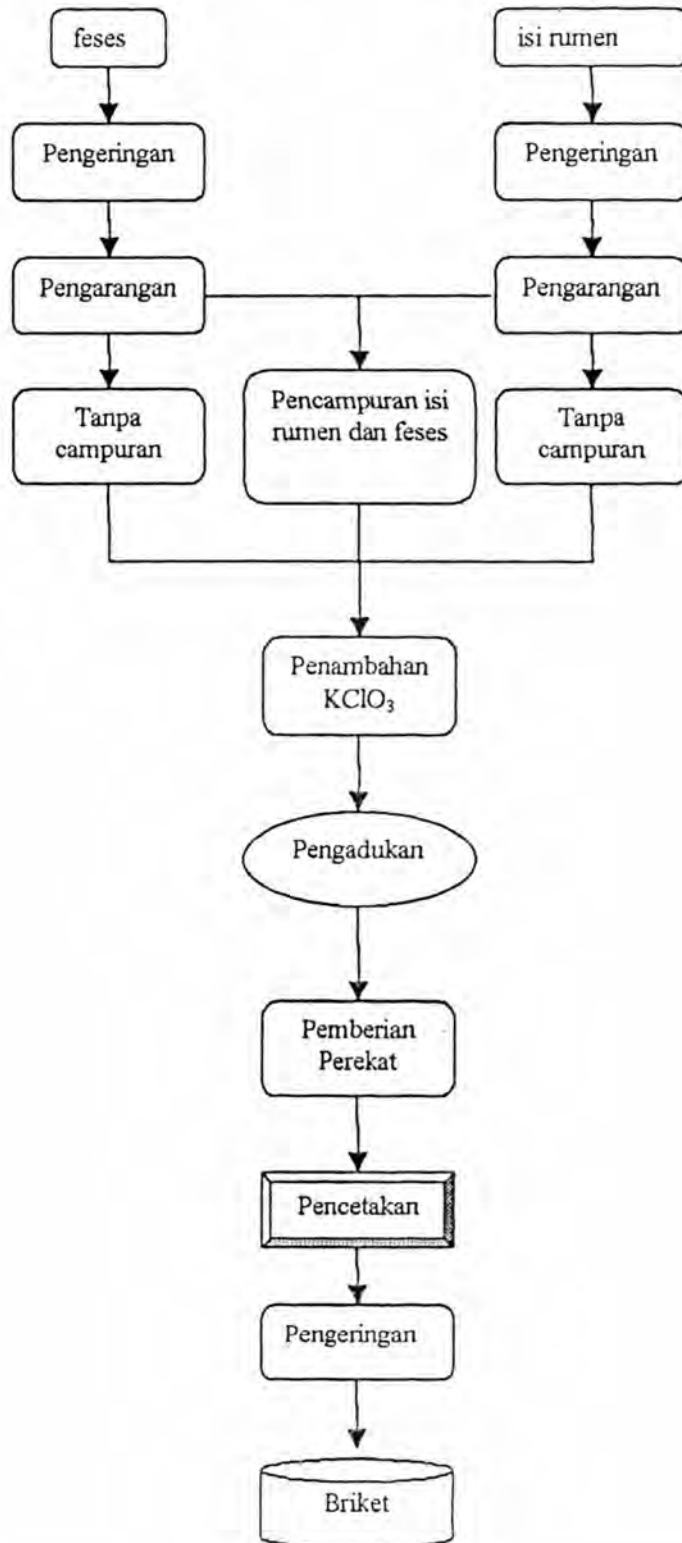 feses
isi rumen
Pengeringan
Pengeringan
Pengarangan
Pengarangan
Tanpa
campuran
Pencampuran isi
rumen dan feses
Tanpa
campuran
Penambahan
KClO₃
Pengadukan
Pemberian
Perekat
Pencetakan
Pengeringan
Briket